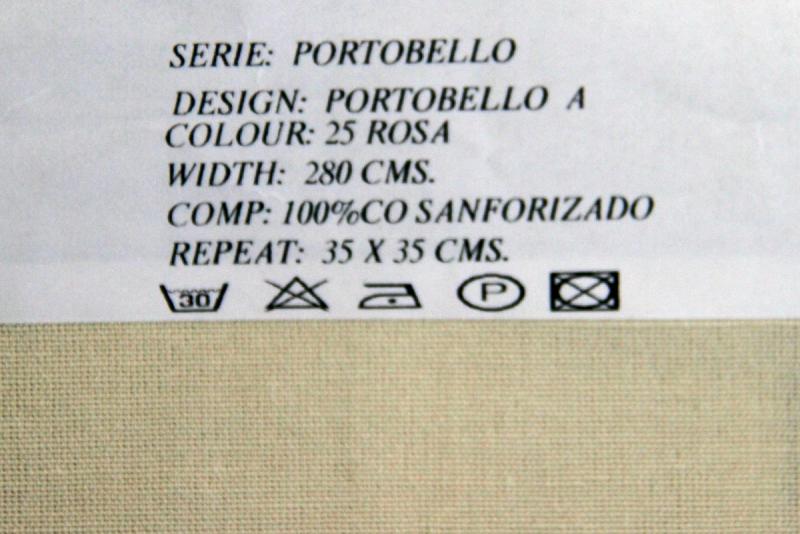 SERIE: PORTOBELLO
DESIGN: PORTOBELLO A
COLOUR: 25 ROSA
WIDTH: 280 CMS.
COMP: 100%CO SANFORIZADO
REPEAT: 35 X 35 CMS.
30 P